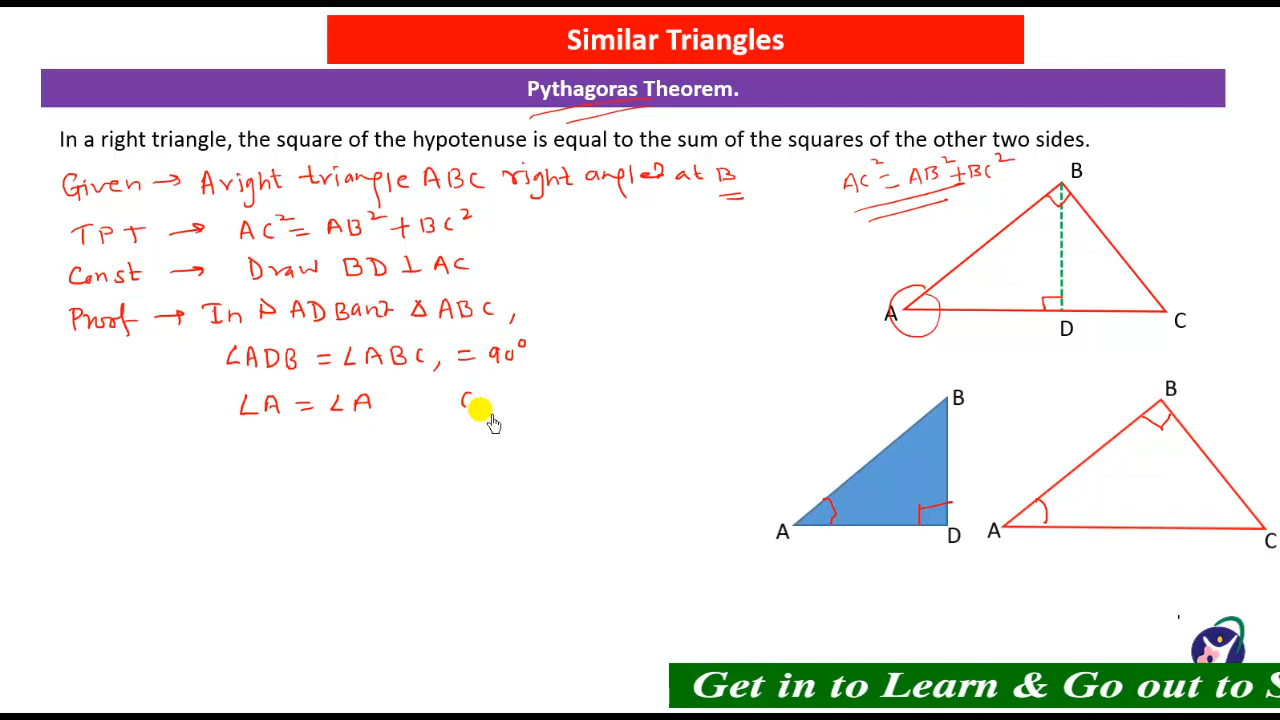 Similar Triangles
Pythagoras Theorem.
In a right triangle, the square of the hypotenuse is equal to the sum of the squares of the other two sides.
Given → A right triangle ABC right angled at B
AC² = AB² + BC²
TPT → AC² = AB² + BC²
Const → Draw BD ⊥ AC
Proof → In Δ ADB and Δ ABC,
∠ADB = ∠ABC, = 90°
∠A = ∠A (
B
A
D
C
B
A
D
B
A
C
Get in to Learn & Go out to S